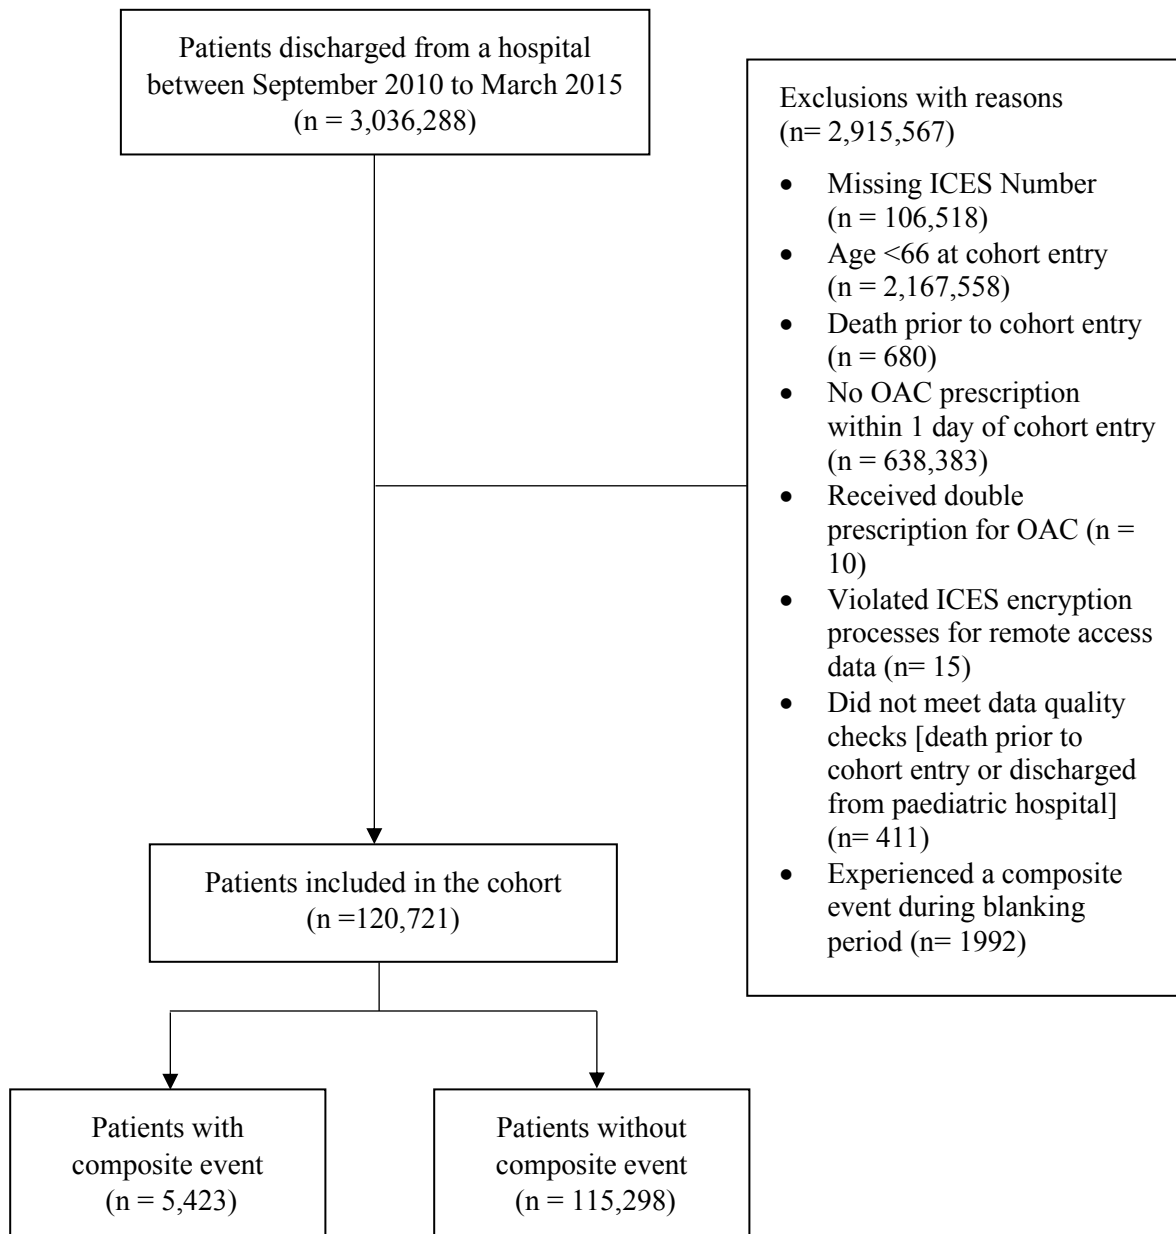 Patients discharged from a hospital
between September 2010 to March 2015
(n = 3,036,288)
Exclusions with reasons
(n= 2,915,567)
• Missing ICES Number
(n = 106,518)
• Age <66 at cohort entry
(n = 2,167,558)
• Death prior to cohort entry
(n = 680)
• No OAC prescription
within 1 day of cohort entry
(n = 638,383)
• Received double
prescription for OAC (n =
10)
• Violated ICES encryption
processes for remote access
data (n= 15)
• Did not meet data quality
checks [death prior to
cohort entry or discharged
from paediatric hospital]
(n= 411)
• Experienced a composite
event during blanking
period (n= 1992)
Patients included in the cohort
(n =120,721)
Patients with
composite event
(n = 5,423)
Patients without
composite event
(n = 115,298)